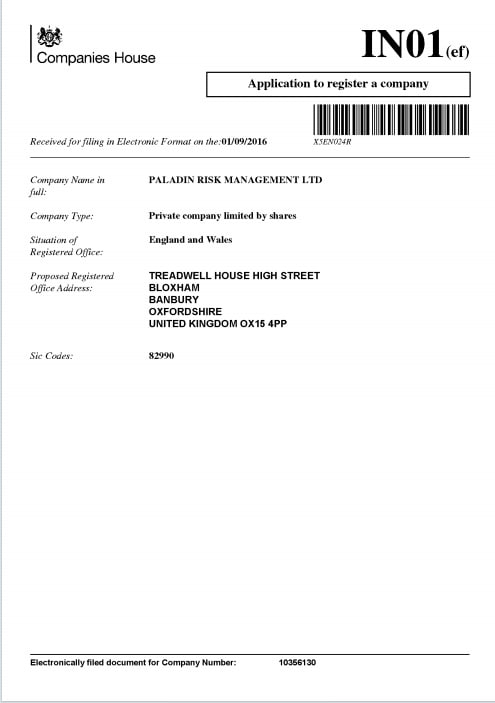 IN01(ef)
Companies House
Application to register a company
Received for filing in Electronic Format on the:01/09/2016
X5EN024R
Company Name in full:
PALADIN RISK MANAGEMENT LTD
Company Type:
Private company limited by shares
Situation of Registered Office:
England and Wales
Proposed Registered Office Address:
TREADWELL HOUSE HIGH STREET
BLOXHAM
BANBURY
OXFORDSHIRE
UNITED KINGDOM OX15 4PP
Sic Codes:
82990
Electronically filed document for Company Number:
10356130